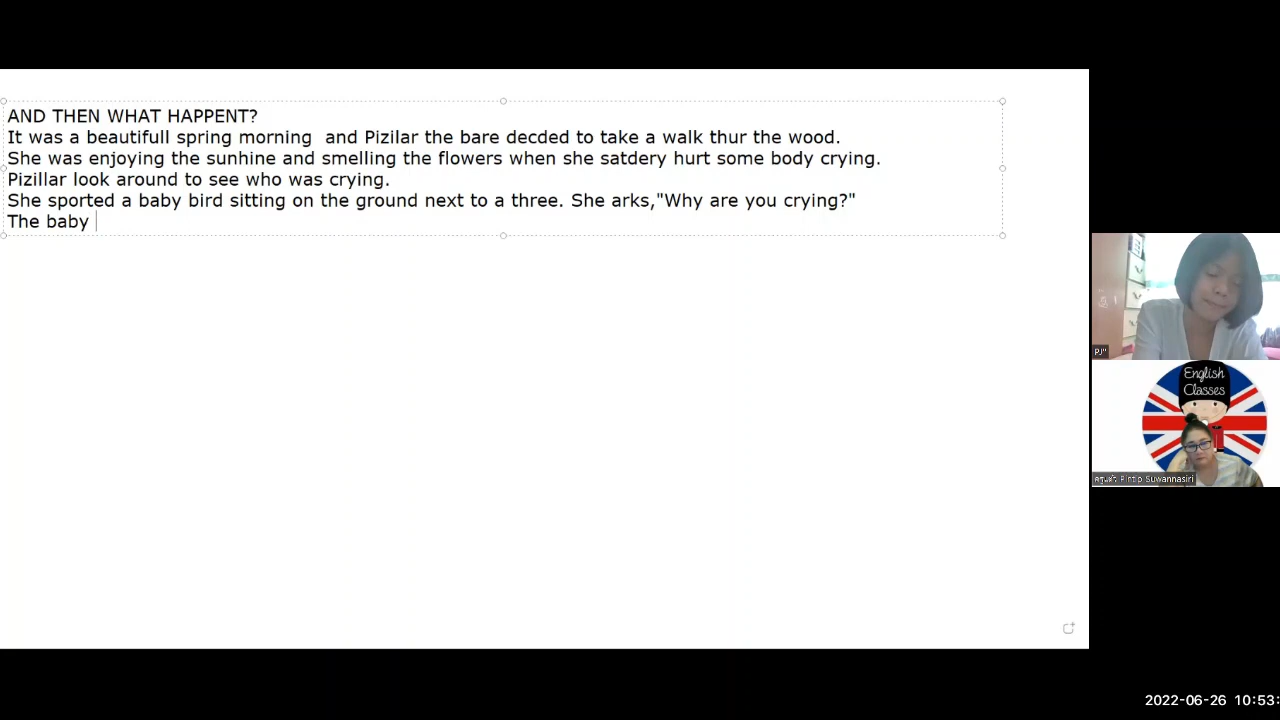 AND THEN WHAT HAPPENT?
It was a beautifull spring morning  and Pizilar the bare decded to take a walk thur the wood.
She was enjoying the sunhine and smelling the flowers when she satdery hurt some body crying.
Pizillar look around to see who was crying.
She sported a baby bird sitting on the ground next to a three. She arks,"Why are you crying?"
The baby
PJ"
English
Classes
Pintip Suwannasiri
2022-06-26 10:53: